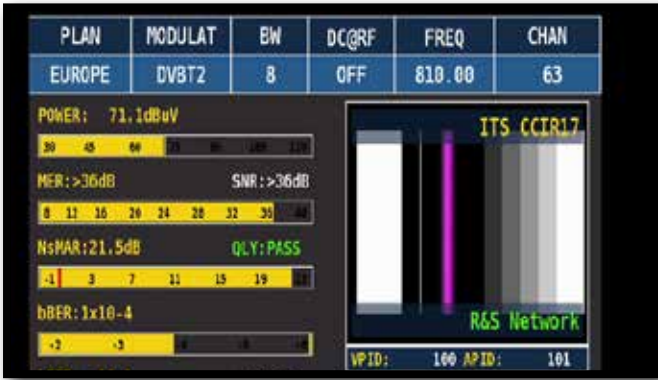 PLAN MODULAT BW DC@RF FREQ CHAN
EUROPE DVBT2 8 OFF 810.00 63
POWER: 71.1dBuV
30 45 60
MER:>36dB SNR:>36dB
8 12 16 20 24 28 32 36
NsMAR:21.5dB QLY:PASS
-1 3 7 11 15 19
bBER:1x10-4
-2 -3
ITS CCIR17
R&S Network
VPID: 100 APID: 101